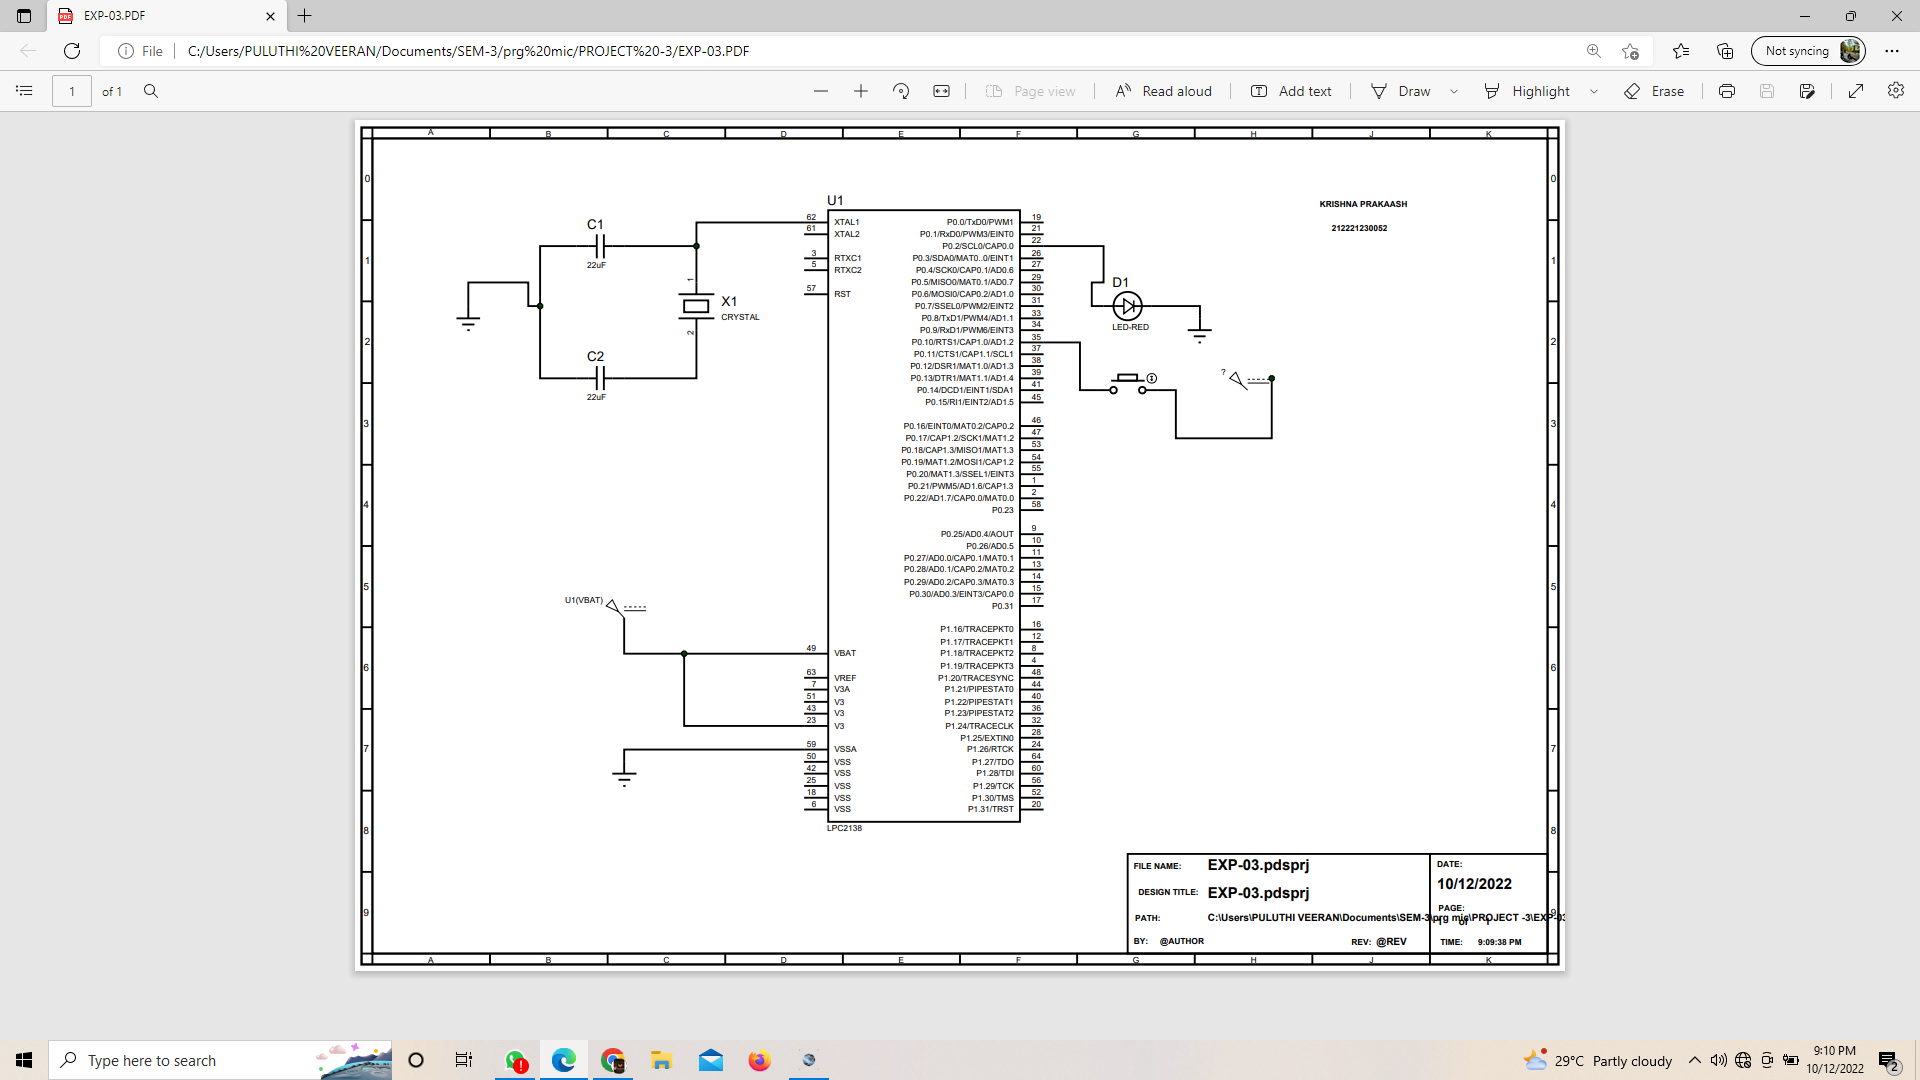 EXP-03.PDF
File
C:/Users/PULUTHI%20VEERAN/Documents/SEM-3/prg%20mic/PROJECT%20-3/EXP-03.PDF
Not syncing
1 of 1
Page view
Read aloud
Add text
Draw
Highlight
Erase
A B C D E F G H J K
0 0
1 1
2 2
3 3
4 4
5 5
6 6
7 7
8 8
9 9
KRISHNA PRAKAASH
212221230052
C1
22uF
C2
22uF
X1
CRYSTAL
1
2
U1
62 XTAL1
61 XTAL2
3 RTXC1
5 RTXC2
57 RST
U1(VBAT)
49 VBAT
63 VREF
7 V3A
51 V3
43 V3
23 V3
59 VSSA
50 VSS
42 VSS
25 VSS
18 VSS
6 VSS
LPC2138
P0.0/TxD0/PWM1 19
P0.1/RxD0/PWM3/EINT0 21
P0.2/SCL0/CAP0.0 22
P0.3/SDA0/MAT0..0/EINT1 26
P0.4/SCK0/CAP0.1/AD0.6 27
P0.5/MISO0/MAT0.1/AD0.7 29
P0.6/MOSI0/CAP0.2/AD1.0 30
P0.7/SSEL0/PWM2/EINT2 31
P0.8/TxD1/PWM4/AD1.1 33
P0.9/RxD1/PWM6/EINT3 34
P0.10/RTS1/CAP1.0/AD1.2 35
P0.11/CTS1/CAP1.1/SCL1 37
P0.12/DSR1/MAT1.0/AD1.3 38
P0.13/DTR1/MAT1.1/AD1.4 39
P0.14/DCD1/EINT1/SDA1 41
P0.15/RI1/EINT2/AD1.5 45
P0.16/EINT0/MAT0.2/CAP0.2 46
P0.17/CAP1.2/SCK1/MAT1.2 47
P0.18/CAP1.3/MISO1/MAT1.3 53
P0.19/MAT1.2/MOSI1/CAP1.2 54
P0.20/MAT1.3/SSEL1/EINT3 55
P0.21/PWM5/AD1.6/CAP1.3 1
P0.22/AD1.7/CAP0.0/MAT0.0 2
P0.23 58
P0.25/AD0.4/AOUT 9
P0.26/AD0.5 10
P0.27/AD0.0/CAP0.1/MAT0.1 11
P0.28/AD0.1/CAP0.2/MAT0.2 13
P0.29/AD0.2/CAP0.3/MAT0.3 14
P0.30/AD0.3/EINT3/CAP0.0 15
P0.31 17
P1.16/TRACEPKT0 16
P1.17/TRACEPKT1 12
P1.18/TRACEPKT2 8
P1.19/TRACEPKT3 4
P1.20/TRACESYNC 48
P1.21/PIPESTAT0 44
P1.22/PIPESTAT1 40
P1.23/PIPESTAT2 36
P1.24/TRACECLK 32
P1.25/EXTIN0 28
P1.26/RTCK 24
P1.27/TDO 64
P1.28/TDI 60
P1.29/TCK 56
P1.30/TMS 52
P1.31/TRST 20
D1
LED-RED
?
FILE NAME: EXP-03.pdsprj
DESIGN TITLE: EXP-03.pdsprj
PATH: C:\Users\PULUTHI VEERAN\Documents\SEM-3\prg mic\PROJECT -3\EXP-03
BY: @AUTHOR
REV: @REV
DATE:
10/12/2022
PAGE:
of
TIME: 9:09:38 PM
A B C D E F G H J K
Type here to search
29°C Partly cloudy
9:10 PM
10/12/2022
2